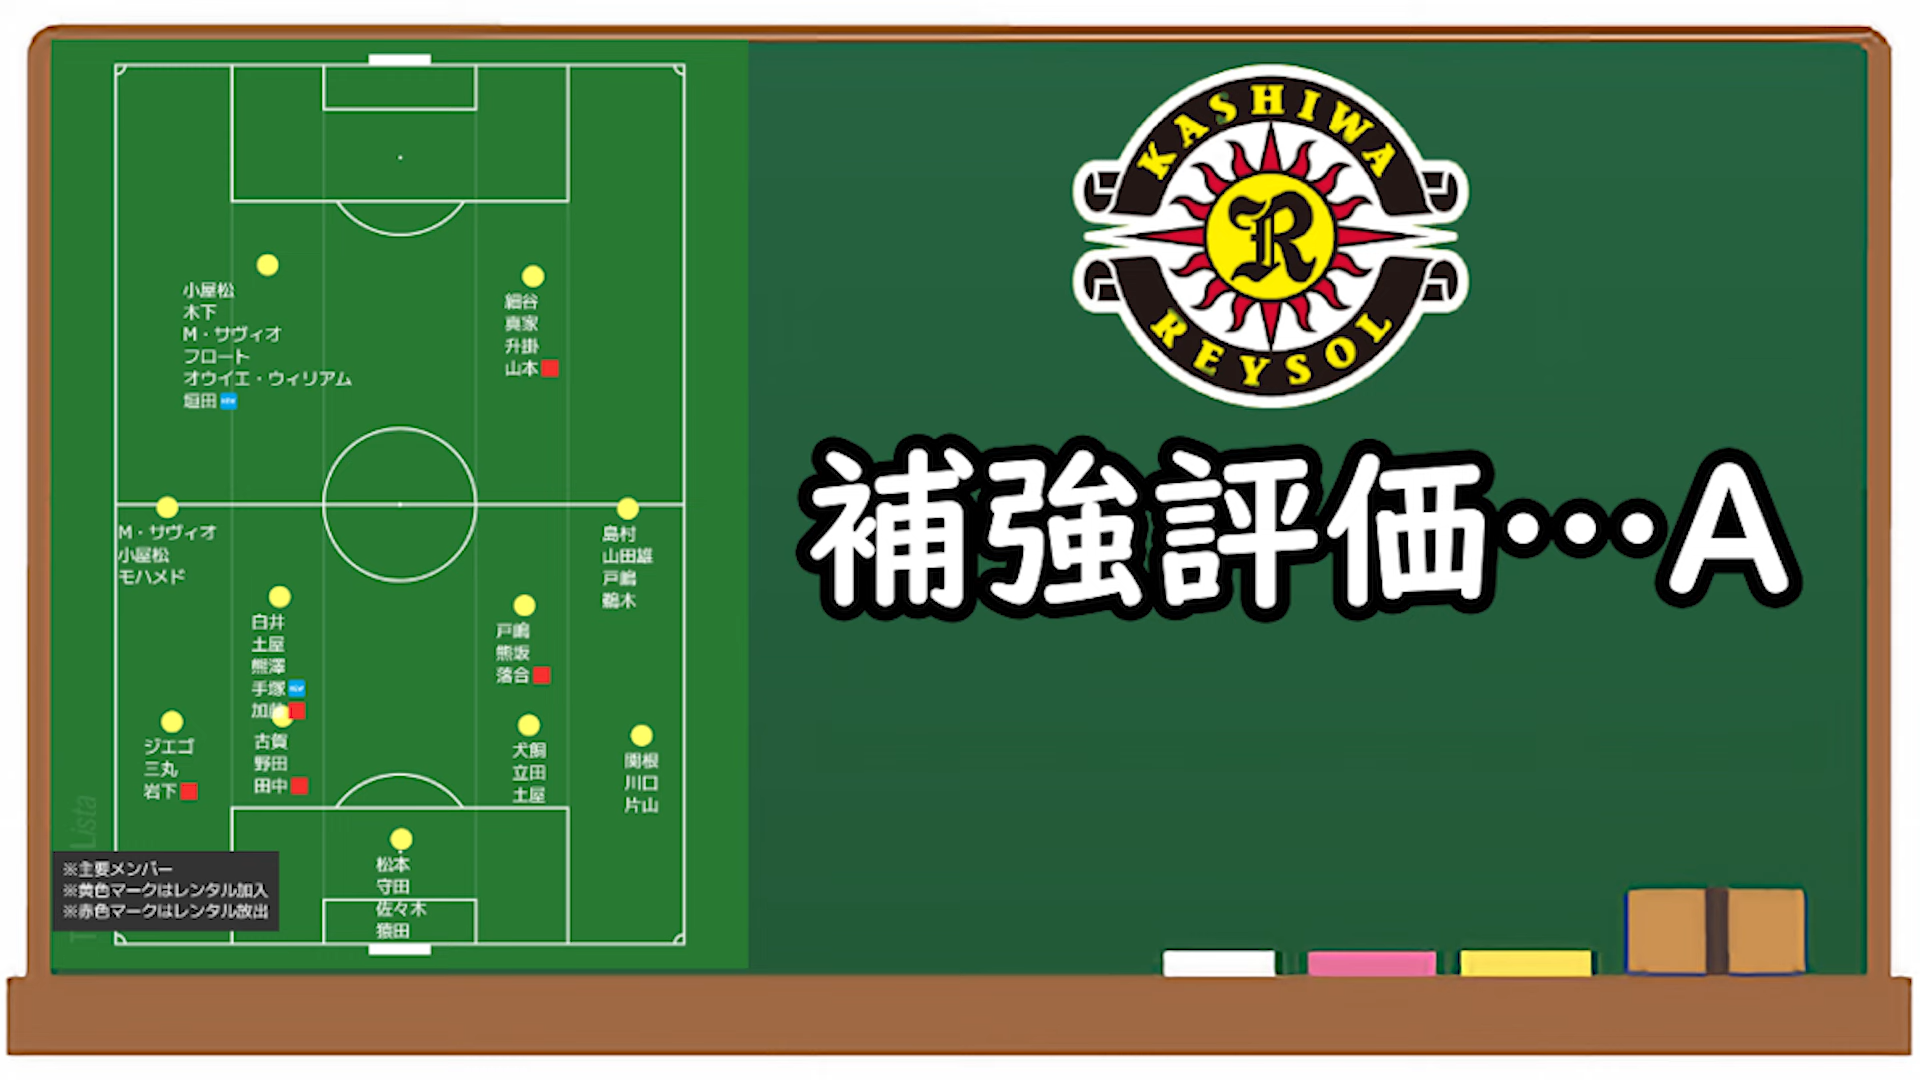 小屋松
木下
M・サヴィオ
フロート
オウイエ・ウィリアム
垣田 NEW
細谷
真家
升掛
山本
M・サヴィオ
小屋松
モハメド
島村
山田雄
戸嶋
鵜木
白井
土屋
熊澤
手塚 NEW
加藤
戸嶋
熊坂
落合
ジエゴ
三丸
岩下
古賀
野田
田中
犬飼
立田
土屋
関根
川口
片山
松本
守田
佐々木
猿田
※主要メンバー
※黄色マークはレンタル加入
※赤色マークはレンタル放出
KASHIWA
R
REYSOL
補強評価…A